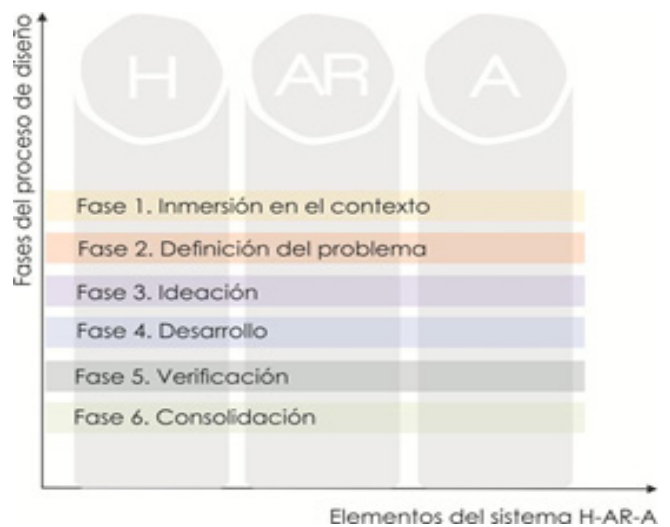 Fases del proceso de diseño
H
AR
A
Fase 1. Inmersión en el contexto
Fase 2. Definición del problema
Fase 3. Ideación
Fase 4. Desarrollo
Fase 5. Verificación
Fase 6. Consolidación
Elementos del sistema H-AR-A